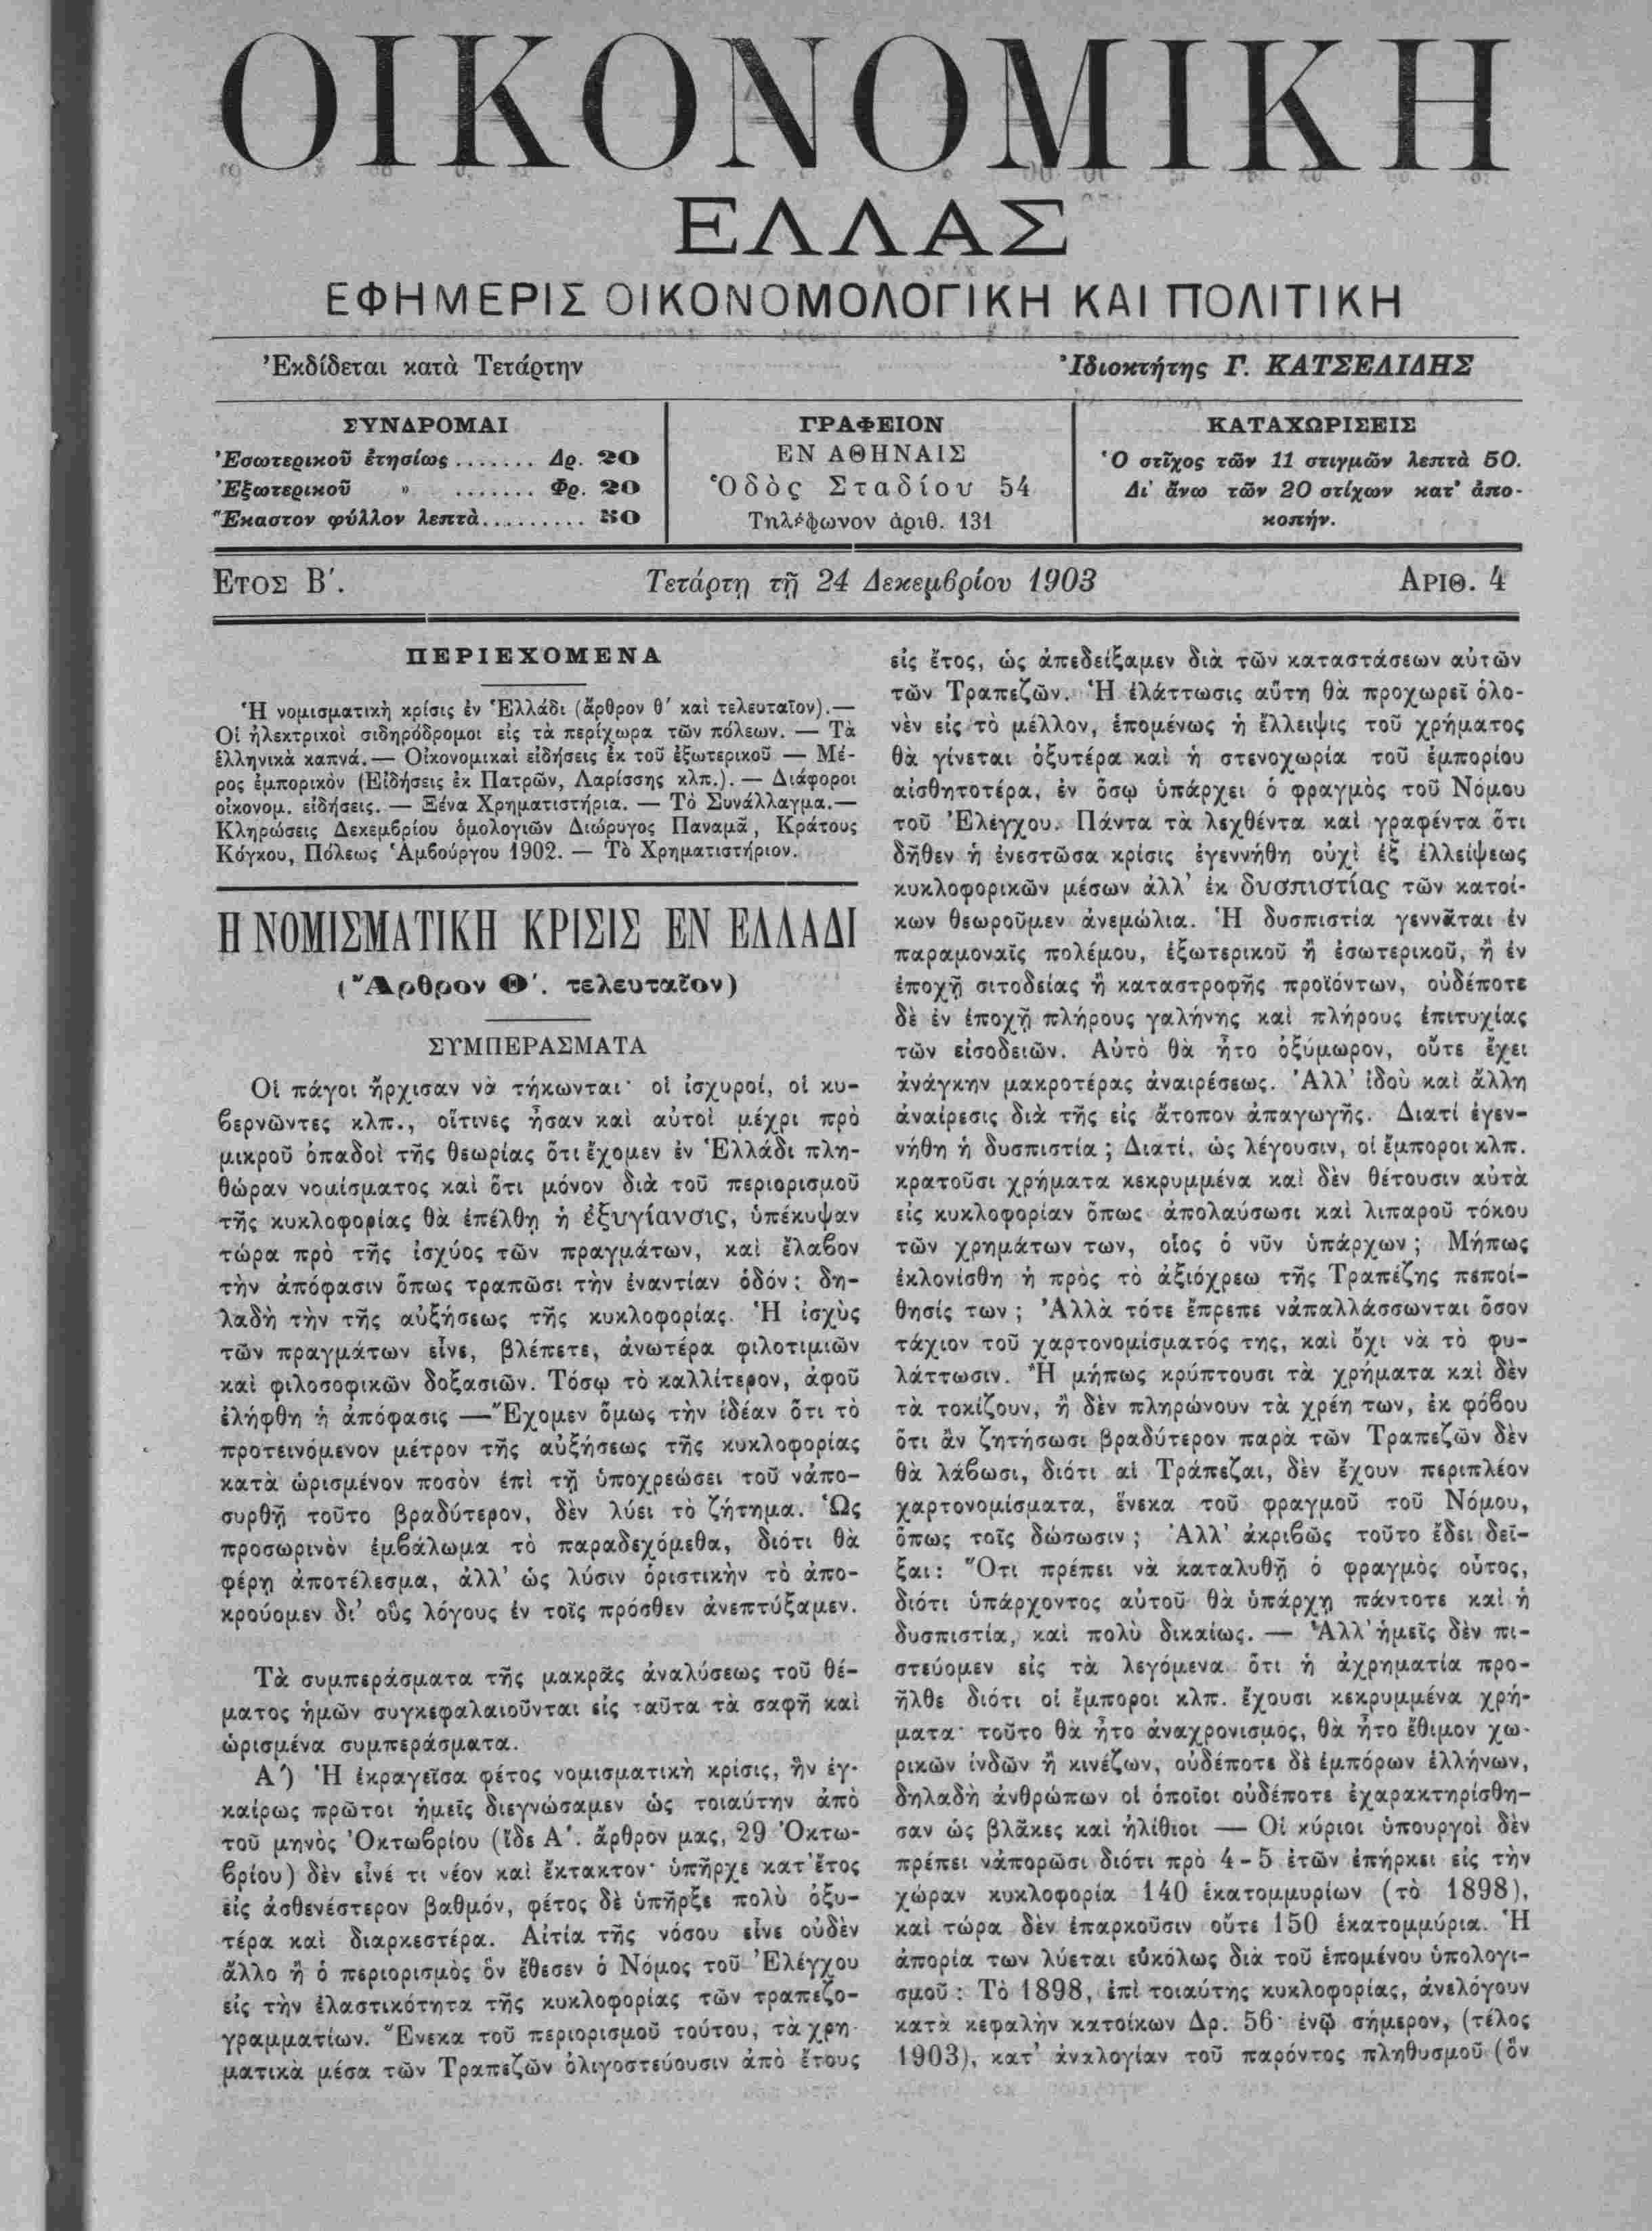 ΟΙΚΟΝΟΜΙΚΗ
ΕΛΛΑΣ
ΕΦΗΜΕΡΙΣ ΟΙΚΟΝΟΜΟΛΟΓΙΚΗ ΚΑΙ ΠΟΛΙΤΙΚΗ
Ἐκδίδεται κατὰ Τετάρτην
Ἰδιοκτήτης Γ. ΚΑΤΣΕΛΙΔΗΣ
ΣΥΝΔΡΟΜΑΙ
Ἐσωτερικοῦ ἐτησίως ....... Δρ. 20
Ἐξωτερικοῦ » ....... Φρ. 20
Ἕκαστον φύλλον λεπτὰ.......... 50
ΓΡΑΦΕΙΟΝ
ΕΝ ΑΘΗΝΑΙΣ
Ὁδὸς Σταδίου 54
Τηλέφωνον ἀριθ. 131
ΚΑΤΑΧΩΡΙΣΕΙΣ
Ὁ στῖχος τῶν 11 στιγμῶν λεπτὰ 50.
Δι' ἄνω τῶν 20 στίχων κατ' ἀπο-
κοπήν.
ΕΤΟΣ Β΄.
Τετάρτῃ τῇ 24 Δεκεμβρίου 1903
ΑΡΙΘ. 4
ΠΕΡΙΕΧΟΜΕΝΑ
Ἡ νομισματικὴ κρίσις ἐν Ἑλλάδι (ἄρθρον θ΄ καὶ τελευταῖον).—
Οἱ ἠλεκτρικοὶ σιδηρόδρομοι εἰς τὰ περίχωρα τῶν πόλεων. — Τὰ
ἑλληνικὰ καπνά. — Οἰκονομικαὶ εἰδήσεις ἐκ τοῦ ἐξωτερικοῦ — Μέ-
ρος ἐμπορικὸν (Εἰδήσεις ἐκ Πατρῶν, Λαρίσσης κλπ.). — Διάφοροι
οἰκονομ. εἰδήσεις. — Ξένα Χρηματιστήρια. — Τὸ Συνάλλαγμα.—
Κληρώσεις Δεκεμβρίου ὁμολογιῶν Διώρυγος Παναμᾶ, Κράτους
Κόγκου, Πόλεως Ἁμβούργου 1902. — Τὸ Χρηματιστήριον.
Η ΝΟΜΙΣΜΑΤΙΚΗ ΚΡΙΣΙΣ ΕΝ ΕΛΛΑΔΙ
(Ἄρθρον Θ΄. τελευταῖον)
ΣΥΜΠΕΡΑΣΜΑΤΑ
Οἱ πάγοι ἤρχισαν νὰ τήκωνται· οἱ ἰσχυροί, οἱ κυ-
βερνῶντες κλπ., οἵτινες ἦσαν καὶ αὐτοὶ μέχρι πρὸ
μικροῦ ὀπαδοὶ τῆς θεωρίας ὅτι ἔχομεν ἐν Ἑλλάδι πλη-
θώραν νομίσματος καὶ ὅτι μόνον διὰ τοῦ περιορισμοῦ
τῆς κυκλοφορίας θὰ ἐπέλθῃ ἡ ἐξυγίανσις, ὑπέκυψαν
τώρα πρὸ τῆς ἰσχύος τῶν πραγμάτων, καὶ ἔλαβον
τὴν ἀπόφασιν ὅπως τραπῶσι τὴν ἐναντίαν ὁδόν: δη-
λαδὴ τὴν τῆς αὐξήσεως τῆς κυκλοφορίας. Ἡ ἰσχὺς
τῶν πραγμάτων εἶνε, βλέπετε, ἀνωτέρα φιλοτιμιῶν
καὶ φιλοσοφικῶν δοξασιῶν. Τόσῳ τὸ καλλίτερον, ἀφοῦ
ἐλήφθη ἡ ἀπόφασις —Ἔχομεν ὅμως τὴν ἰδέαν ὅτι τὸ
προτεινόμενον μέτρον τῆς αὐξήσεως τῆς κυκλοφορίας
κατὰ ὡρισμένον ποσὸν ἐπὶ τῇ ὑποχρεώσει τοῦ νἀπο-
συρθῇ τοῦτο βραδύτερον, δὲν λύει τὸ ζήτημα. Ὡς
προσωρινὸν ἐμβάλωμα τὸ παραδεχόμεθα, διότι θὰ
φέρῃ ἀποτέλεσμα, ἀλλ' ὡς λύσιν ὁριστικὴν τὸ ἀπο-
κρούομεν δι' οὓς λόγους ἐν τοῖς πρόσθεν ἀνεπτύξαμεν.
Τὰ συμπεράσματα τῆς μακρᾶς ἀναλύσεως τοῦ θέ-
ματος ἡμῶν συγκεφαλαιοῦνται εἰς ταῦτα τὰ σαφῆ καὶ
ὡρισμένα συμπεράσματα.
Α΄) Ἡ ἐκραγεῖσα φέτος νομισματικὴ κρίσις, ἣν ἐγ-
καίρως πρῶτοι ἡμεῖς διεγνώσαμεν ὡς τοιαύτην ἀπὸ
τοῦ μηνὸς Ὀκτωβρίου (ἴδε Α΄. ἄρθρον μας, 29 Ὀκτω-
βρίου) δὲν εἶνέ τι νέον καὶ ἔκτακτον· ὑπῆρχε κατ' ἔτος
εἰς ἀσθενέστερον βαθμόν, φέτος δὲ ὑπῆρξε πολὺ ὀξυ-
τέρα καὶ διαρκεστέρα. Αἰτία τῆς νόσου εἶνε οὐδὲν
ἄλλο ἢ ὁ περιορισμὸς ὃν ἔθεσεν ὁ Νόμος τοῦ Ἐλέγχου
εἰς τὴν ἐλαστικότητα τῆς κυκλοφορίας τῶν τραπεζο-
γραμματίων. Ἕνεκα τοῦ περιορισμοῦ τούτου, τὰ χρη-
ματικὰ μέσα τῶν Τραπεζῶν ὀλιγοστεύουσιν ἀπὸ ἔτους
εἰς ἔτος, ὡς ἀπεδείξαμεν διὰ τῶν καταστάσεων αὐτῶν
τῶν Τραπεζῶν. Ἡ ἐλάττωσις αὕτη θὰ προχωρεῖ ὁλο-
νὲν εἰς τὸ μέλλον, ἑπομένως ἡ ἔλλειψις τοῦ χρήματος
θὰ γίνεται ὀξυτέρα καὶ ἡ στενοχωρία τοῦ ἐμπορίου
αἰσθητοτέρα, ἐν ὅσῳ ὑπάρχει ὁ φραγμὸς τοῦ Νόμου
τοῦ Ἐλέγχου. Πάντα τὰ λεχθέντα καὶ γραφέντα ὅτι
δῆθεν ἡ ἐνεστῶσα κρίσις ἐγεννήθη οὐχὶ ἐξ ἐλλείψεως
κυκλοφορικῶν μέσων ἀλλ' ἐκ δυσπιστίας τῶν κατοί-
κων θεωροῦμεν ἀνεμώλια. Ἡ δυσπιστία γεννᾶται ἐν
παραμοναῖς πολέμου, ἐξωτερικοῦ ἢ ἐσωτερικοῦ, ἢ ἐν
ἐποχῇ σιτοδείας ἢ καταστροφῆς προϊόντων, οὐδέποτε
δὲ ἐν ἐποχῇ πλήρους γαλήνης καὶ πλήρους ἐπιτυχίας
τῶν εἰσοδειῶν. Αὐτὸ θὰ ἦτο ὀξύμωρον, οὔτε ἔχει
ἀνάγκην μακροτέρας ἀναιρέσεως. Ἀλλ' ἰδοὺ καὶ ἄλλη
ἀναίρεσις διὰ τῆς εἰς ἄτοπον ἀπαγωγῆς. Διατί ἐγεν-
νήθη ἡ δυσπιστία ; Διατί, ὡς λέγουσιν, οἱ ἔμποροι κλπ.
κρατοῦσι χρήματα κεκρυμμένα καὶ δὲν θέτουσιν αὐτὰ
εἰς κυκλοφορίαν ὅπως ἀπολαύσωσι καὶ λιπαροῦ τόκου
τῶν χρημάτων των, οἷος ὁ νῦν ὑπάρχων ; Μήπως
ἐκλονίσθη ἡ πρὸς τὸ ἀξιόχρεω τῆς Τραπέζης πεποί-
θησίς των ; Ἀλλὰ τότε ἔπρεπε νἀπαλλάσσωνται ὅσον
τάχιον τοῦ χαρτονομίσματός της, καὶ ὄχι νὰ τὸ φυ-
λάττωσιν. Ἢ μήπως κρύπτουσι τὰ χρήματα καὶ δὲν
τὰ τοκίζουν, ἢ δὲν πληρώνουν τὰ χρέη των, ἐκ φόβου
ὅτι ἂν ζητήσωσι βραδύτερον παρὰ τῶν Τραπεζῶν δὲν
θὰ λάβωσι, διότι αἱ Τράπεζαι, δὲν ἔχουν περιπλέον
χαρτονομίσματα, ἕνεκα τοῦ φραγμοῦ τοῦ Νόμου,
ὅπως τοῖς δώσωσιν ; Ἀλλ' ἀκριβῶς τοῦτο ἔδει δεῖ-
ξαι: Ὅτι πρέπει νὰ καταλυθῇ ὁ φραγμὸς οὗτος,
διότι ὑπάρχοντος αὐτοῦ θὰ ὑπάρχῃ πάντοτε καὶ ἡ
δυσπιστία, καὶ πολὺ δικαίως. — Ἀλλ' ἡμεῖς δὲν πι-
στεύομεν εἰς τὰ λεγόμενα ὅτι ἡ ἀχρηματία προ-
ῆλθε διότι οἱ ἔμποροι κλπ. ἔχουσι κεκρυμμένα χρή-
ματα· τοῦτο θὰ ἦτο ἀναχρονισμός, θὰ ἦτο ἔθιμον χω-
ρικῶν ἰνδῶν ἢ κινέζων, οὐδέποτε δὲ ἐμπόρων ἑλλήνων,
δηλαδὴ ἀνθρώπων οἱ ὁποῖοι οὐδέποτε ἐχαρακτηρίσθη-
σαν ὡς βλᾶκες καὶ ἠλίθιοι — Οἱ κύριοι ὑπουργοὶ δὲν
πρέπει νἀπορῶσι διότι πρὸ 4-5 ἐτῶν ἐπήρκει εἰς τὴν
χώραν κυκλοφορία 140 ἑκατομμυρίων (τὸ 1898),
καὶ τώρα δὲν ἐπαρκοῦσιν οὔτε 150 ἑκατομμύρια. Ἡ
ἀπορία των λύεται εὐκόλως διὰ τοῦ ἑπομένου ὑπολογι-
σμοῦ : Τὸ 1898, ἐπὶ τοιαύτης κυκλοφορίας, ἀνελόγουν
κατὰ κεφαλὴν κατοίκων Δρ. 56· ἐνῷ σήμερον, (τέλος
1903), κατ' ἀναλογίαν τοῦ παρόντος πληθυσμοῦ (ὃν